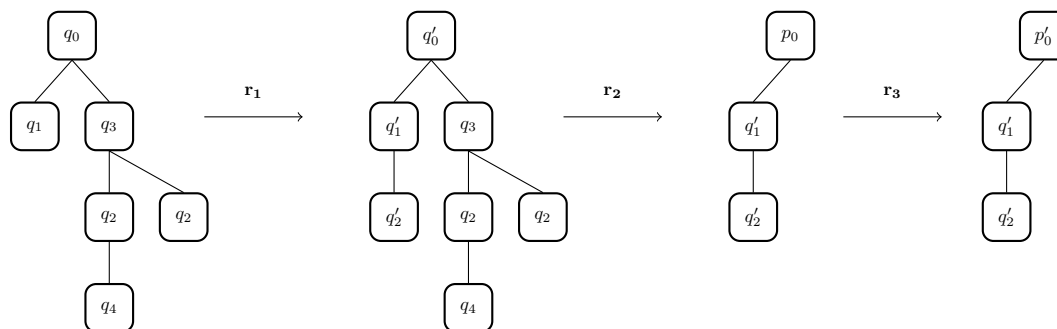 q₀ q′₀ p₀ p′₀
r₁ r₂ r₃
q₁ q₃ q′₁ q₃ q′₁ q′₁
q₂ q₂ q′₂ q₂ q₂ q′₂ q′₂
q₄ q₄